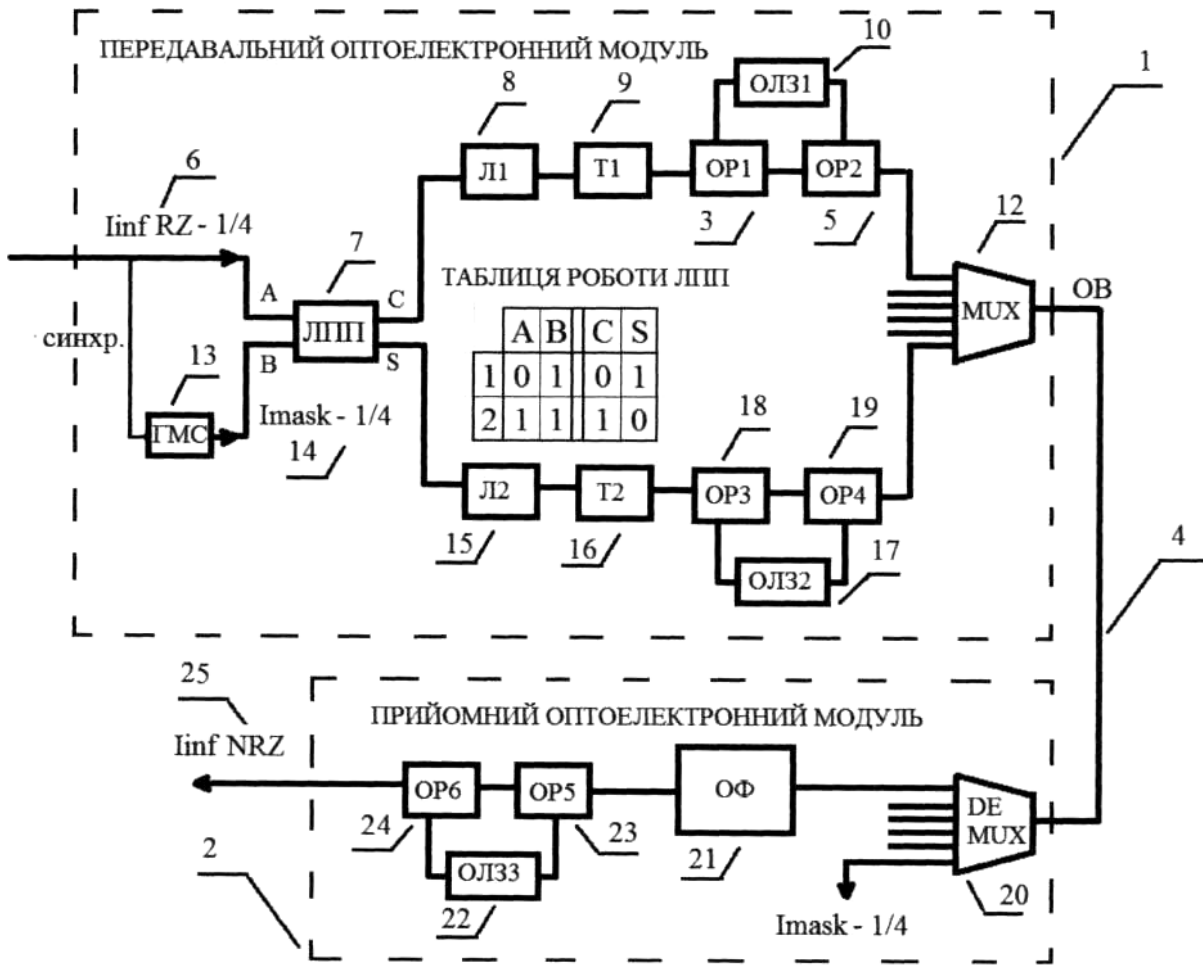 ПЕРЕДАВАЛЬНИЙ ОПТОЕЛЕКТРОННИЙ МОДУЛЬ
10
1
8
9
ОЛЗ1
6
Л1
Т1
ОР1
ОР2
Iinf RZ - 1/4
3
5
12
7
A
C
ТАБЛИЦЯ РОБОТИ ЛПП
ЛПП
MUX
ОВ
синхр.
B
S
A B C S
1 0 1 0 1
2 1 1 1 0
13
ГМС
Imask - 1/4
14
18
19
Л2
Т2
ОР3
ОР4
15
16
ОЛЗ2
17
4
25
ПРИЙОМНИЙ ОПТОЕЛЕКТРОННИЙ МОДУЛЬ
Iinf NRZ
ОР6
ОР5
ОФ
DE
MUX
24
23
2
ОЛЗ3
21
20
22
Imask - 1/4